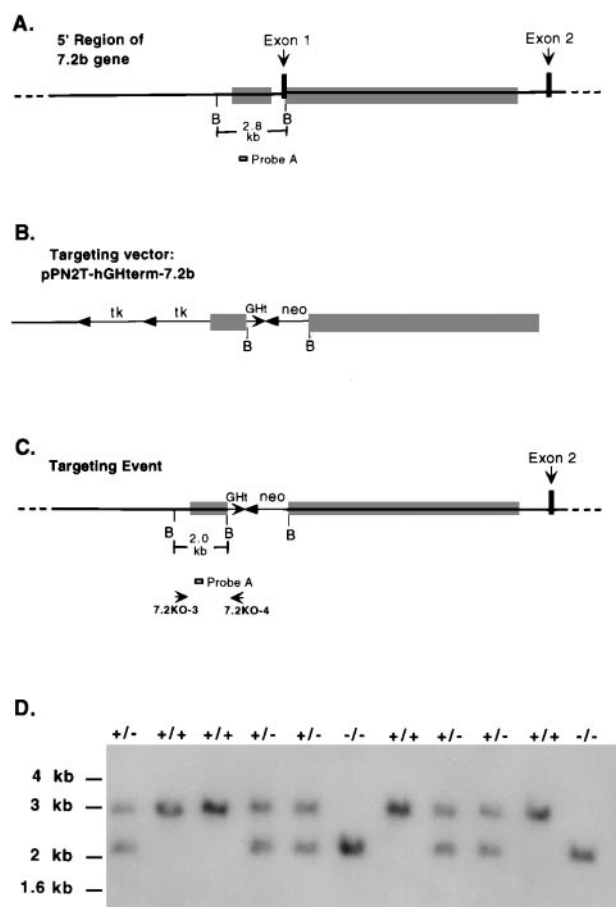 A.
5' Region of
7.2b gene
Exon 1
Exon 2
B
B
2.8
kb
Probe A
B.
Targeting vector:
pPN2T-hGHterm-7.2b
tk
tk
GHt
neo
B
B
C.
Targeting Event
Exon 2
GHt
neo
B
B
B
2.0
kb
Probe A
7.2KO-3
7.2KO-4
D.
+/- +/+ +/+ +/- +/- -/- +/+ +/- +/- +/+ -/-
4 kb
3 kb
2 kb
1.6 kb